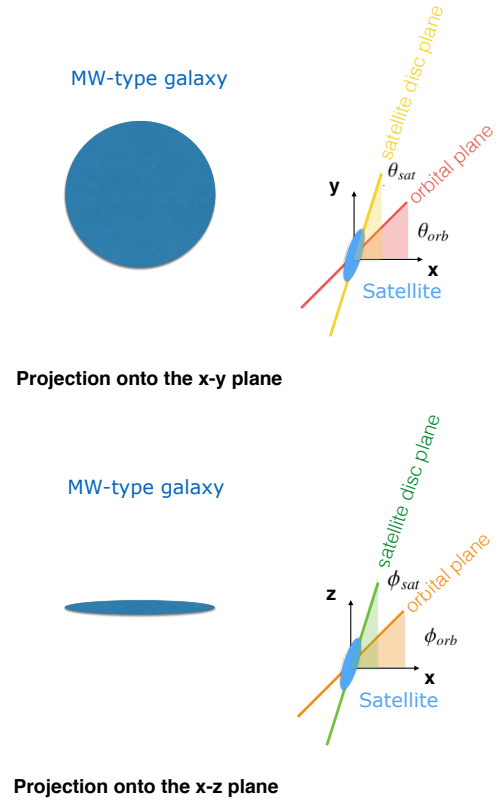 MW-type galaxy
satellite disc plane
orbital plane
θsat
y
θorb
x
Satellite
Projection onto the x-y plane
MW-type galaxy
satellite disc plane
orbital plane
ϕsat
z
ϕorb
x
Satellite
Projection onto the x-z plane